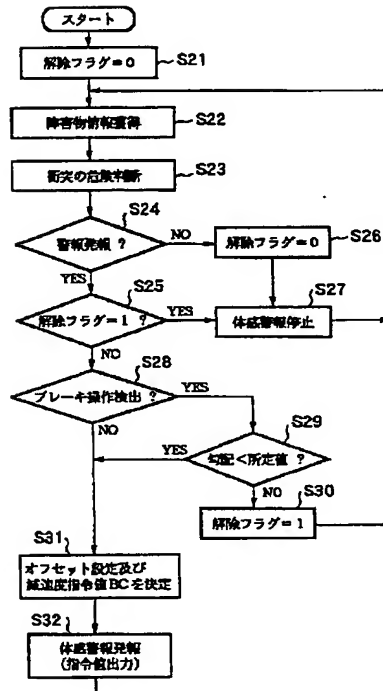 スタート
解除フラグ=0
S21
障害物情報獲得
S22
衝突の危険判断
S23
警報発報 ?
S24
NO
YES
解除フラグ=0
S26
解除フラグ=1 ?
S25
YES
NO
体感警報停止
S27
ブレーキ操作検出 ?
S28
YES
NO
勾配<所定値 ?
S29
YES
NO
解除フラグ=1
S30
S31
オフセット設定及び
減速度指令値BCを決定
S32
体感警報発報
(指令値出力)